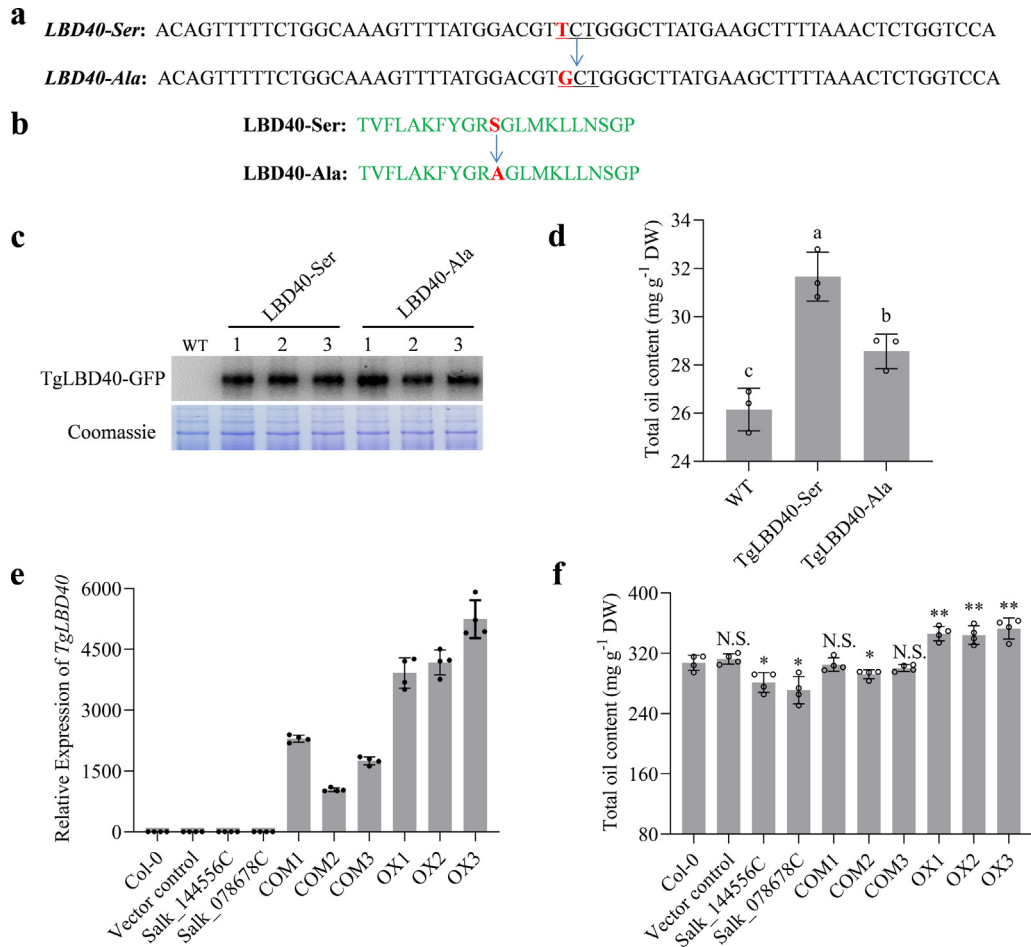 a
LBD40-Ser: ACAGTTTTTCTGGCAAAGTTTTATGGACGTTCTGGGCTTATGAAGCTTTTAAACTCTGGTCCA
LBD40-Ala: ACAGTTTTTCTGGCAAAGTTTTATGGACGTGCTGGGCTTATGAAGCTTTTAAACTCTGGTCCA
b
LBD40-Ser: TVFLAKFYGRSGLMKLLNSGP
LBD40-Ala: TVFLAKFYGRAGLMKLLNSGP
c
LBD40-Ser
LBD40-Ala
WT 1 2 3 1 2 3
TgLBD40-GFP
Coomassie
d
Total oil content (mg g-1 DW)
34
32
30
28
26
24
c
a
b
WT
TgLBD40-Ser
TgLBD40-Ala
e
Relative Expression of TgLBD40
6000
4500
3000
1500
0
Col-0
Vector control
Salk_144556C
Salk_078678C
COM1
COM2
COM3
OX1
OX2
OX3
f
Total oil content (mg g-1 DW)
400
360
300
240
160
80
N.S.
*
*
N.S.
*
N.S.
**
**
**
Col-0
Vector control
Salk_144556C
Salk_078678C
COM1
COM2
COM3
OX1
OX2
OX3